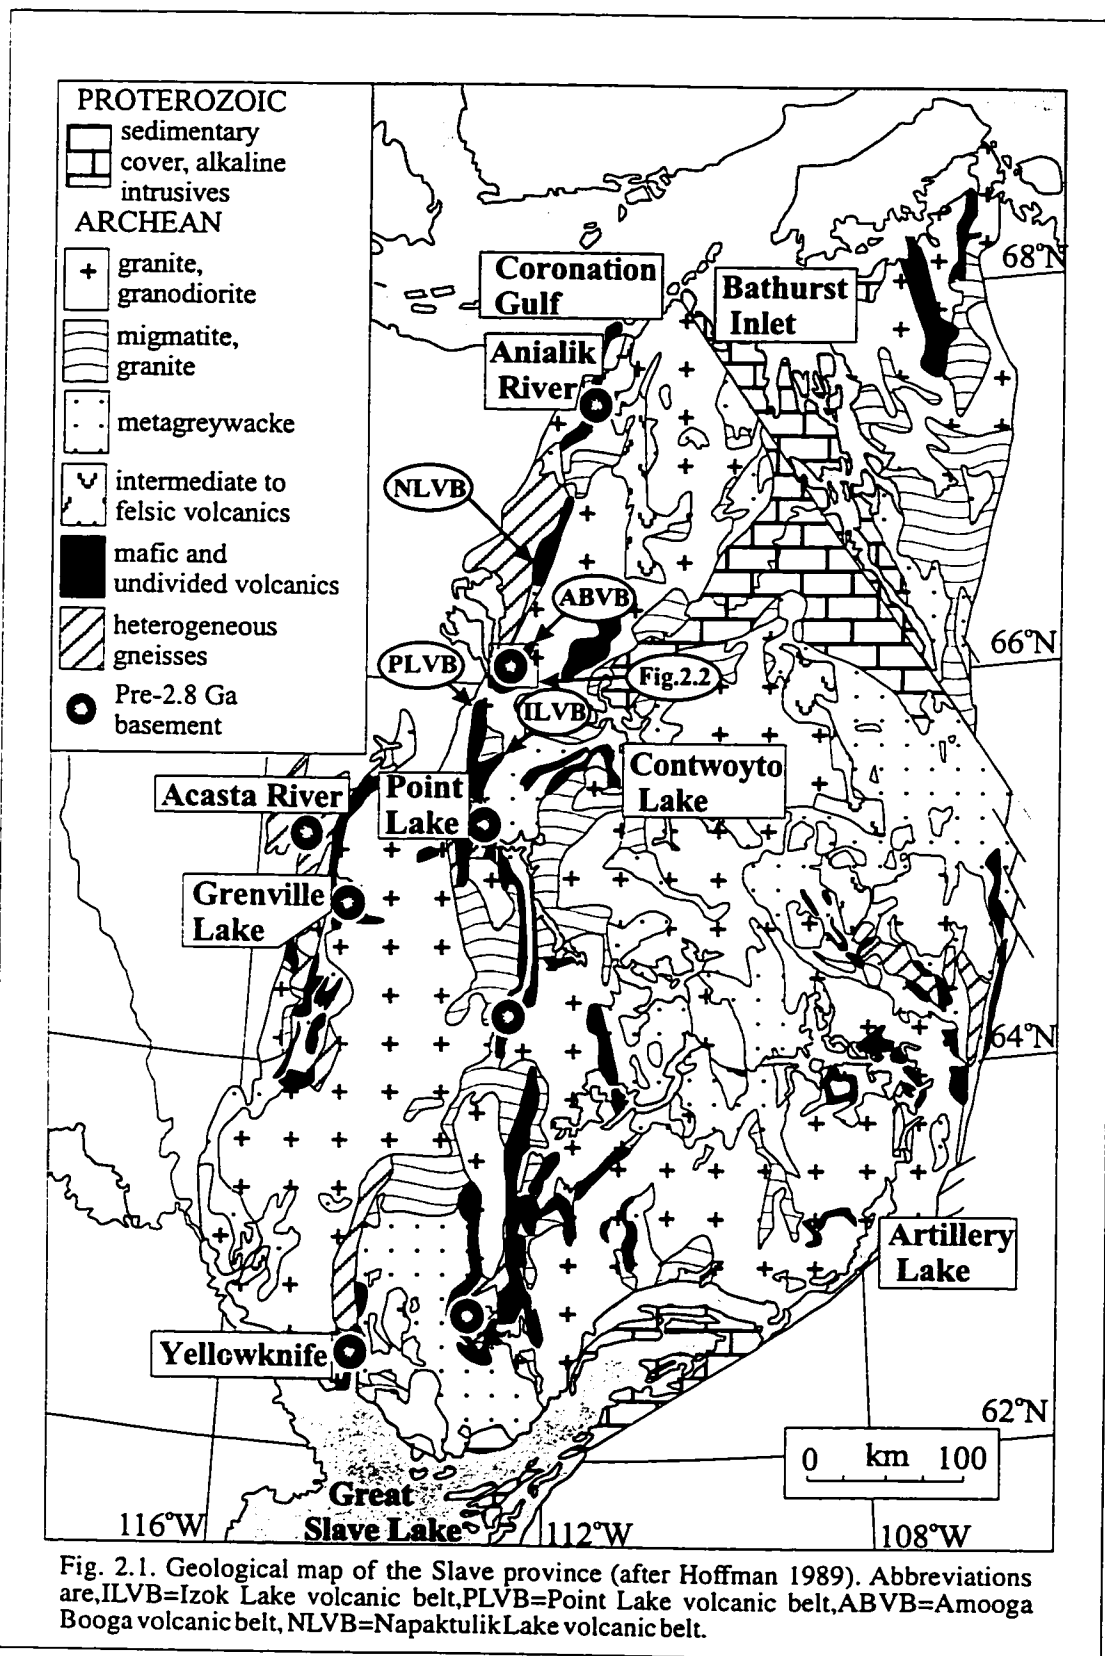 PROTEROZOIC
sedimentary
cover, alkaline
intrusives
ARCHEAN
granite,
granodiorite
migmatite,
granite
metagreywacke
intermediate to
felsic volcanics
mafic and
undivided volcanics
heterogeneous
gneisses
Pre-2.8 Ga
basement
Coronation
Gulf
Bathurst
Inlet
68°N
Anialik
River
NLVB
ABVB
66°N
PLVB
Fig.2.2
ILVB
Acasta River
Point
Lake
Contwoyto
Lake
Grenville
Lake
64°N
Artillery
Lake
Yellowknife
62°N
0 km 100
Great
Slave Lake
116°W
112°W
108°W
Fig. 2.1. Geological map of the Slave province (after Hoffman 1989). Abbreviations
are,ILVB=Izok Lake volcanic belt,PLVB=Point Lake volcanic belt,ABVB=Amooga
Booga volcanic belt, NLVB=Napaktulik Lake volcanic belt.